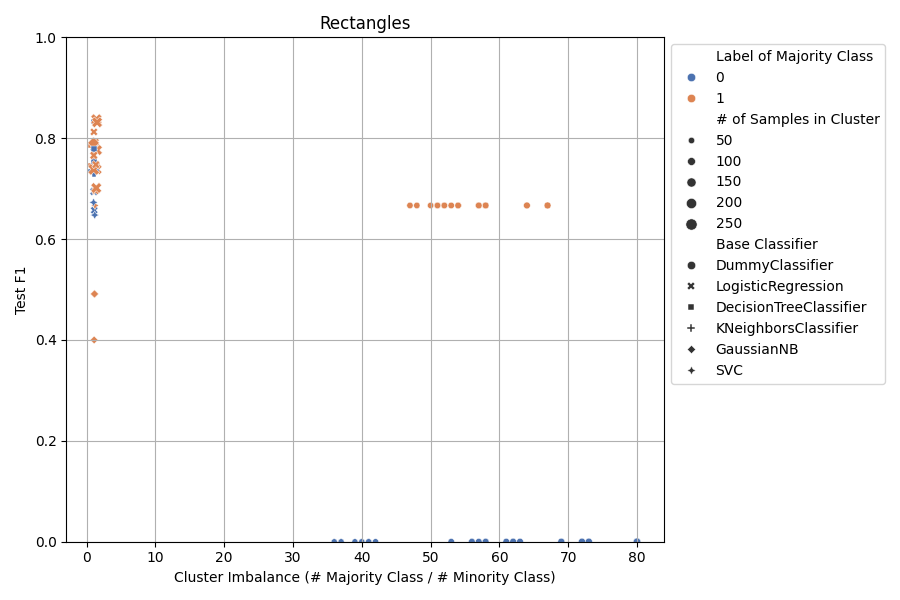 Rectangles
1.0
0.8
0.6
0.4
0.2
0.0
Test F1
0 10 20 30 40 50 60 70 80
Cluster Imbalance (# Majority Class / # Minority Class)
Label of Majority Class
0
1
# of Samples in Cluster
50
100
150
200
250
Base Classifier
DummyClassifier
LogisticRegression
DecisionTreeClassifier
KNeighborsClassifier
GaussianNB
SVC